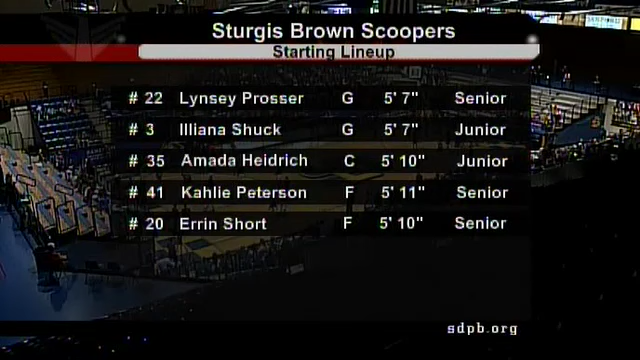 Sturgis Brown Scoopers
Starting Lineup
# 22 Lynsey Prosser G 5' 7" Senior
# 3 Illiana Shuck G 5' 7" Junior
# 35 Amada Heidrich C 5' 10" Junior
# 41 Kahlie Peterson F 5' 11" Senior
# 20 Errin Short F 5' 10" Senior
sdpb.org